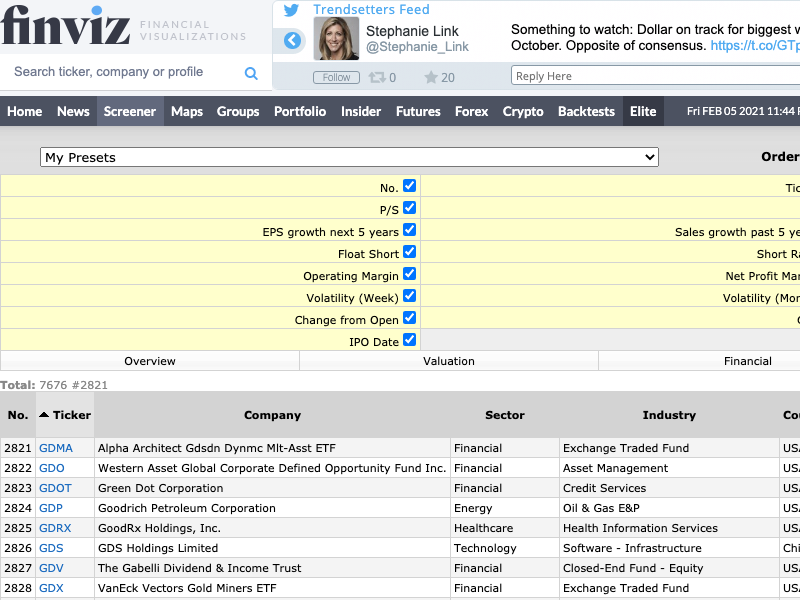 finviz FINANCIAL VISUALIZATIONS
Trendsetters Feed
Stephanie Link
@Stephanie_Link
Something to watch: Dollar on track for biggest
October. Opposite of consensus. https://t.co/GTp
Follow 0 20 Reply Here
Search ticker, company or profile
Home News Screener Maps Groups Portfolio Insider Futures Forex Crypto Backtests Elite Fri FEB 05 2021 11:44
My Presets Order
No. Tic
P/S
EPS growth next 5 years Sales growth past 5 ye
Float Short Short Ra
Operating Margin Net Profit Mar
Volatility (Week) Volatility (Mon
Change from Open
IPO Date
Overview Valuation Financial
Total: 7676 #2821
No. Ticker Company Sector Industry Cou
2821 GDMA Alpha Architect Gdsdn Dynmc Mlt-Asst ETF Financial Exchange Traded Fund USA
2822 GDO Western Asset Global Corporate Defined Opportunity Fund Inc. Financial Asset Management USA
2823 GDOT Green Dot Corporation Financial Credit Services USA
2824 GDP Goodrich Petroleum Corporation Energy Oil & Gas E&P USA
2825 GDRX GoodRx Holdings, Inc. Healthcare Health Information Services USA
2826 GDS GDS Holdings Limited Technology Software - Infrastructure Chi
2827 GDV The Gabelli Dividend & Income Trust Financial Closed-End Fund - Equity USA
2828 GDX VanEck Vectors Gold Miners ETF Financial Exchange Traded Fund USA